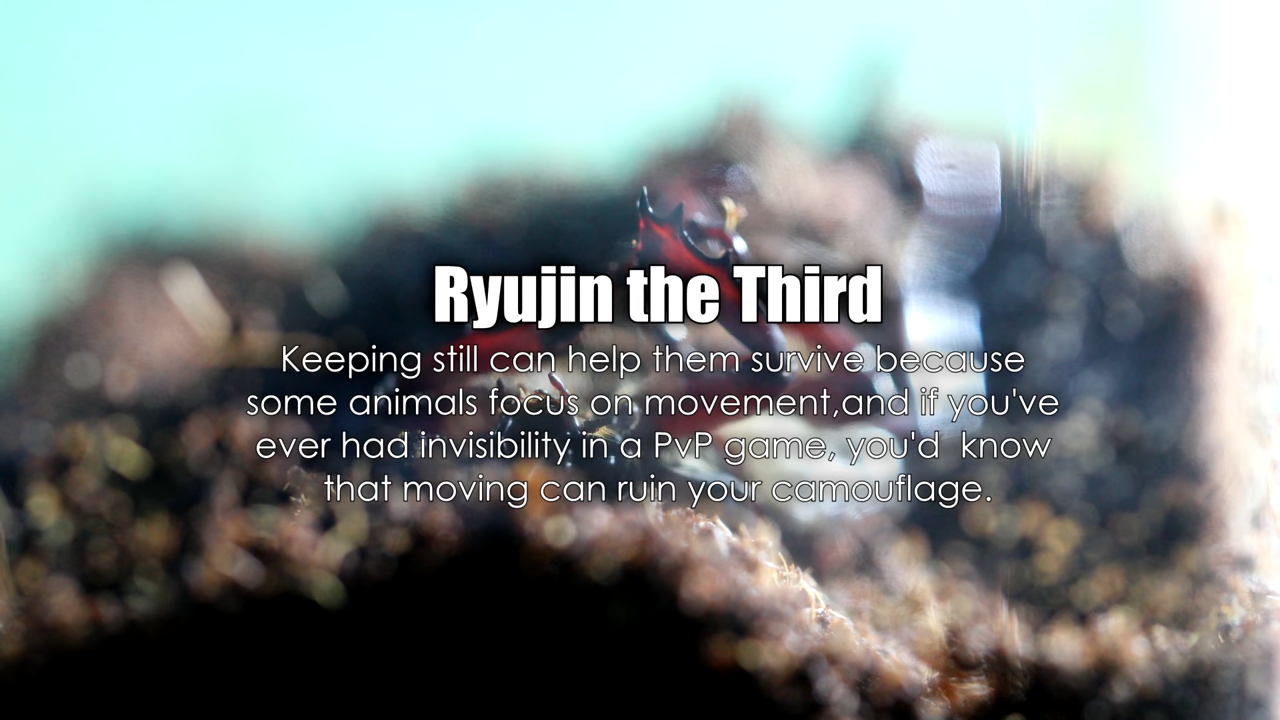 Ryujin the Third
Keeping still can help them survive because
some animals focus on movement,and if you've
ever had invisibility in a PvP game, you'd  know
that moving can ruin your camouflage.